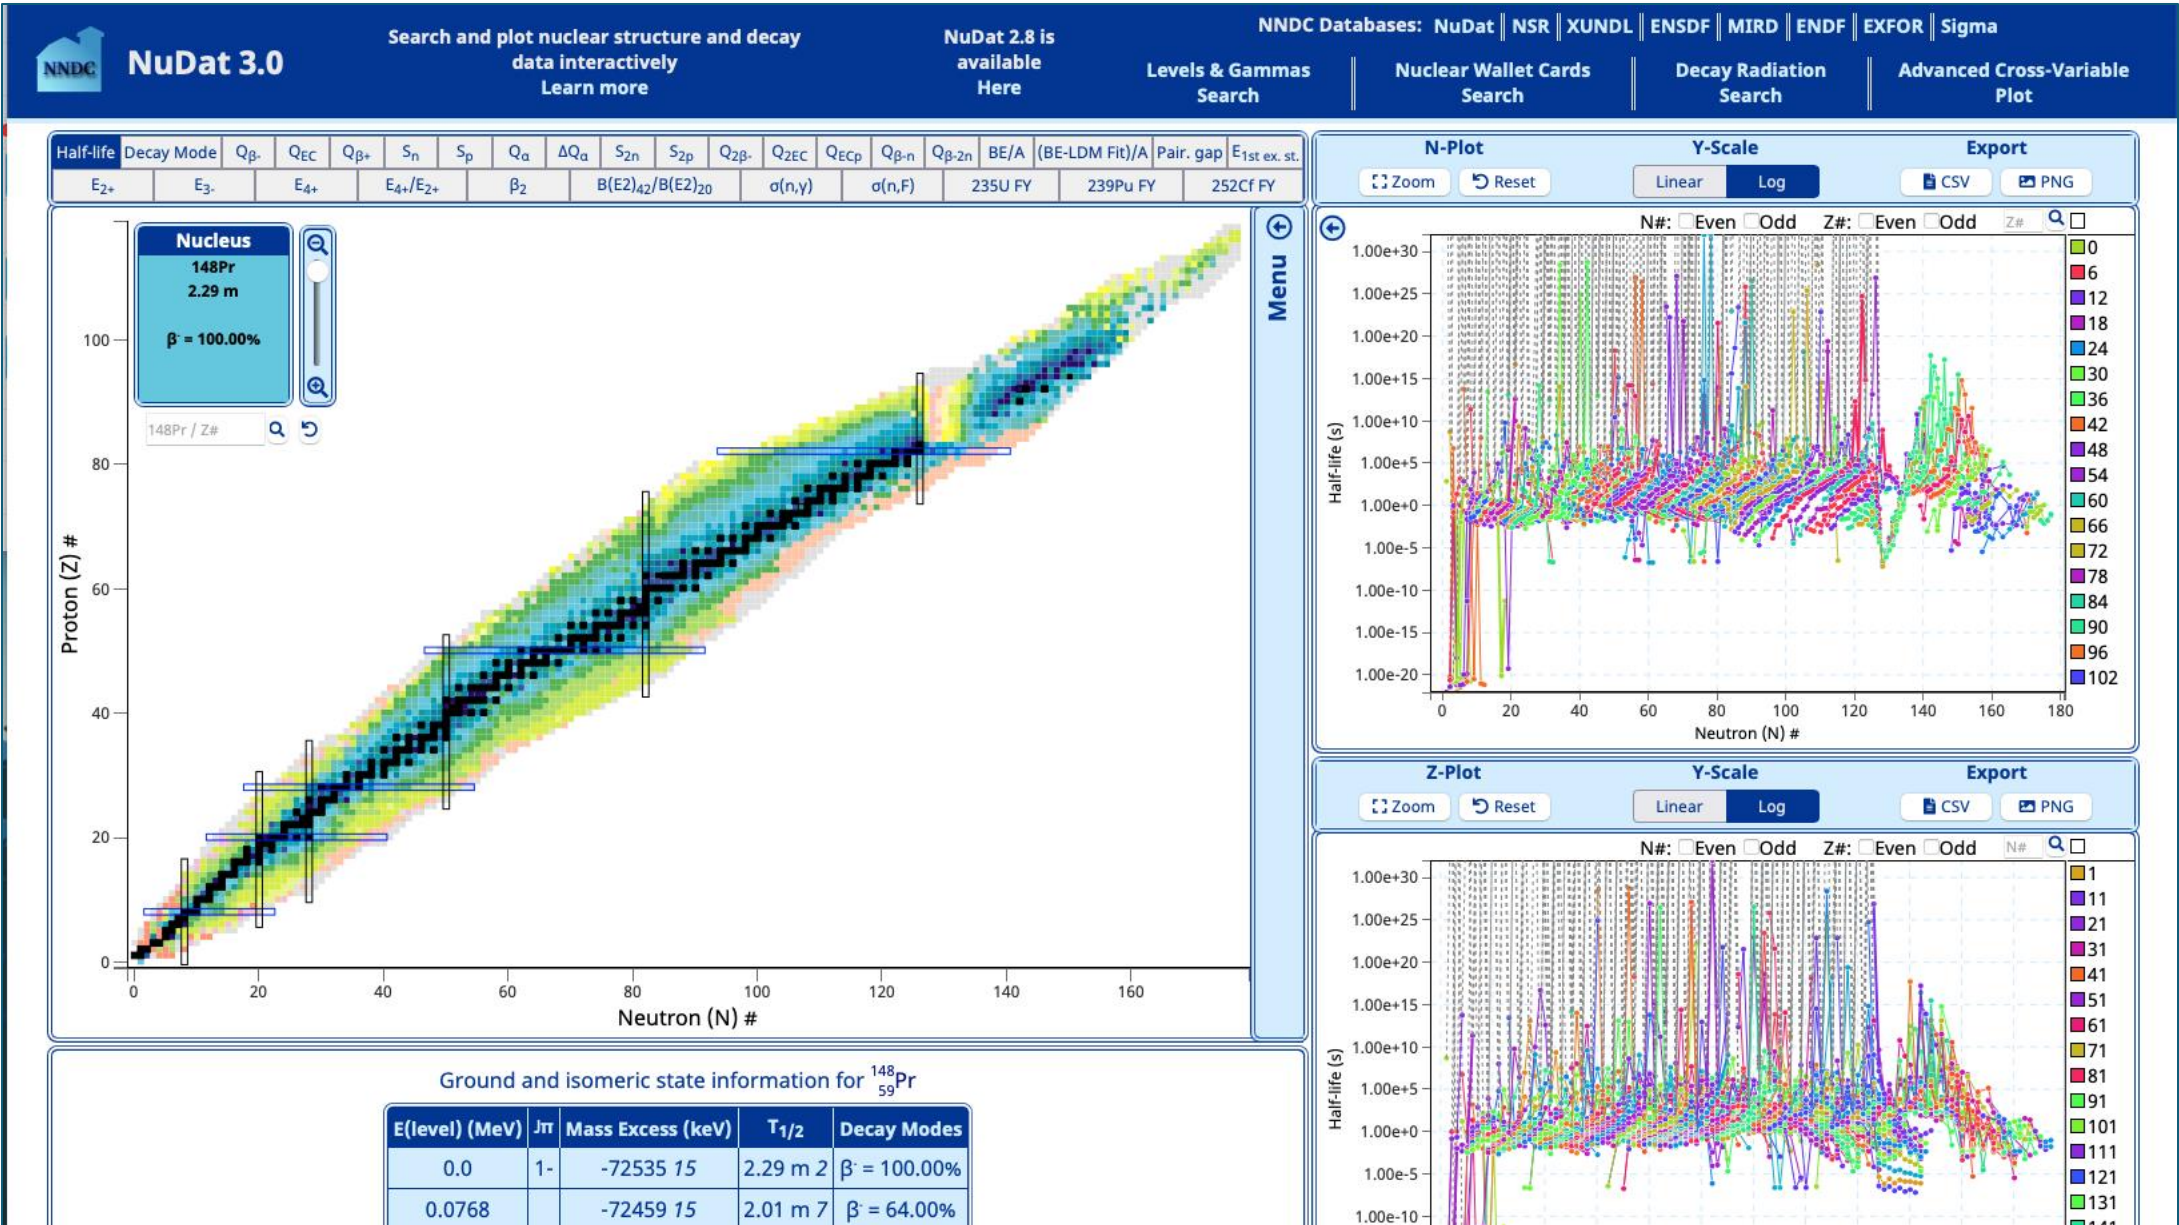 NNDC
NuDat 3.0
Search and plot nuclear structure and decay
data interactively
Learn more
NuDat 2.8 is
available
Here
NNDC Databases: NuDat NSR XUNDL ENSDF MIRD ENDF EXFOR Sigma
Levels & Gammas
Search
Nuclear Wallet Cards
Search
Decay Radiation
Search
Advanced Cross-Variable
Plot
Half-life Decay Mode Qβ- QEC Qβ+ Sn Sp Qα ΔQα S2n S2p Q2β- Q2EC QECp Qβ-n Qβ-2n BE/A (BE-LDM Fit)/A Pair. gap E1st ex. st.
E2+ E3- E4+ E4+/E2+ β2 B(E2)42/B(E2)20 σ(n,γ) σ(n,F) 235U FY 239Pu FY 252Cf FY
Nucleus
148Pr
2.29 m
β- = 100.00%
148Pr / Z#
Menu
Proton (Z) #
100
80
60
40
20
0
0 20 40 60 80 100 120 140 160
Neutron (N) #
Ground and isomeric state information for 148 59 Pr
E(level) (MeV) Jπ Mass Excess (keV) T1/2 Decay Modes
0.0 1- -72535 15 2.29 m 2 β- = 100.00%
0.0768 -72459 15 2.01 m 7 β- = 64.00%
N-Plot Y-Scale Export
Zoom Reset Linear Log CSV PNG
N#: Even Odd Z#: Even Odd Z#
Half-life (s)
1.00e+30
1.00e+25
1.00e+20
1.00e+15
1.00e+10
1.00e+5
1.00e+0
1.00e-5
1.00e-10
1.00e-15
1.00e-20
0 20 40 60 80 100 120 140 160 180
Neutron (N) #
0
6
12
18
24
30
36
42
48
54
60
66
72
78
84
90
96
102
Z-Plot Y-Scale Export
Zoom Reset Linear Log CSV PNG
N#: Even Odd Z#: Even Odd N#
Half-life (s)
1.00e+30
1.00e+25
1.00e+20
1.00e+15
1.00e+10
1.00e+5
1.00e+0
1.00e-5
1.00e-10
1
11
21
31
41
51
61
71
81
91
101
111
121
131